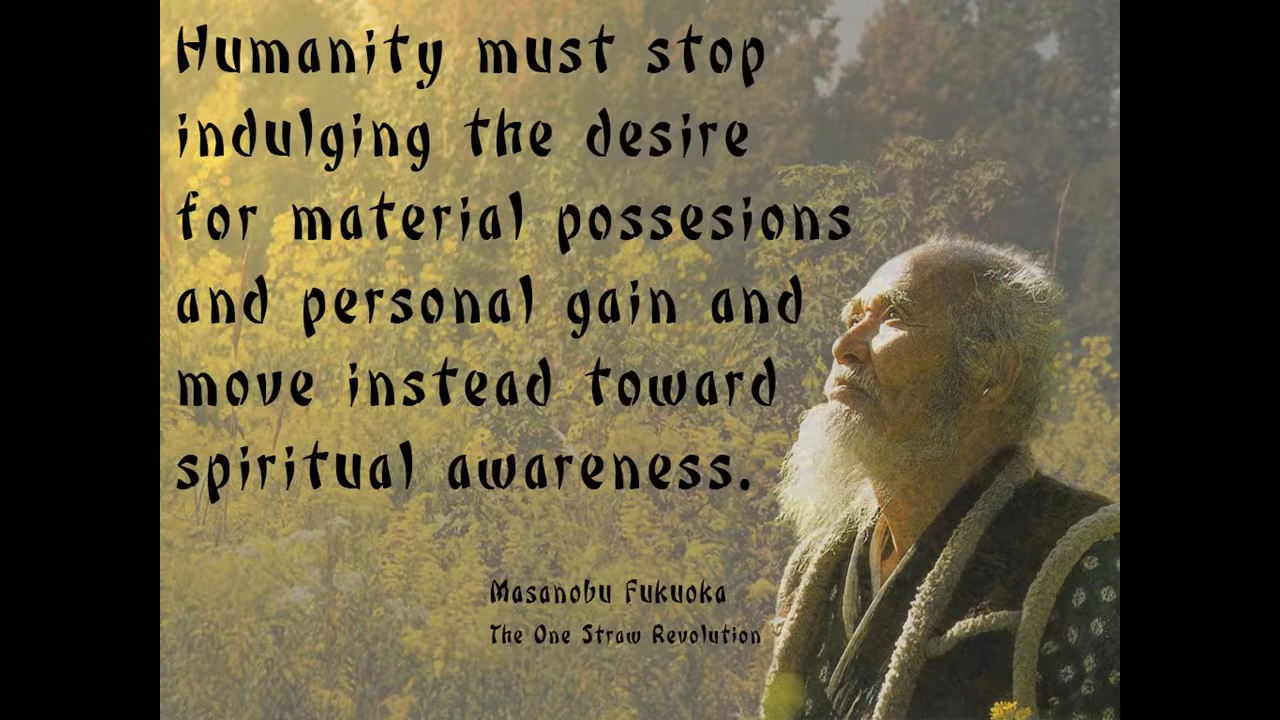 Humanity must stop
indulging the desire
for material possesions
and personal gain and
move instead toward
spiritual awareness.
Masanobu Fukuoka
The One Straw Revolution